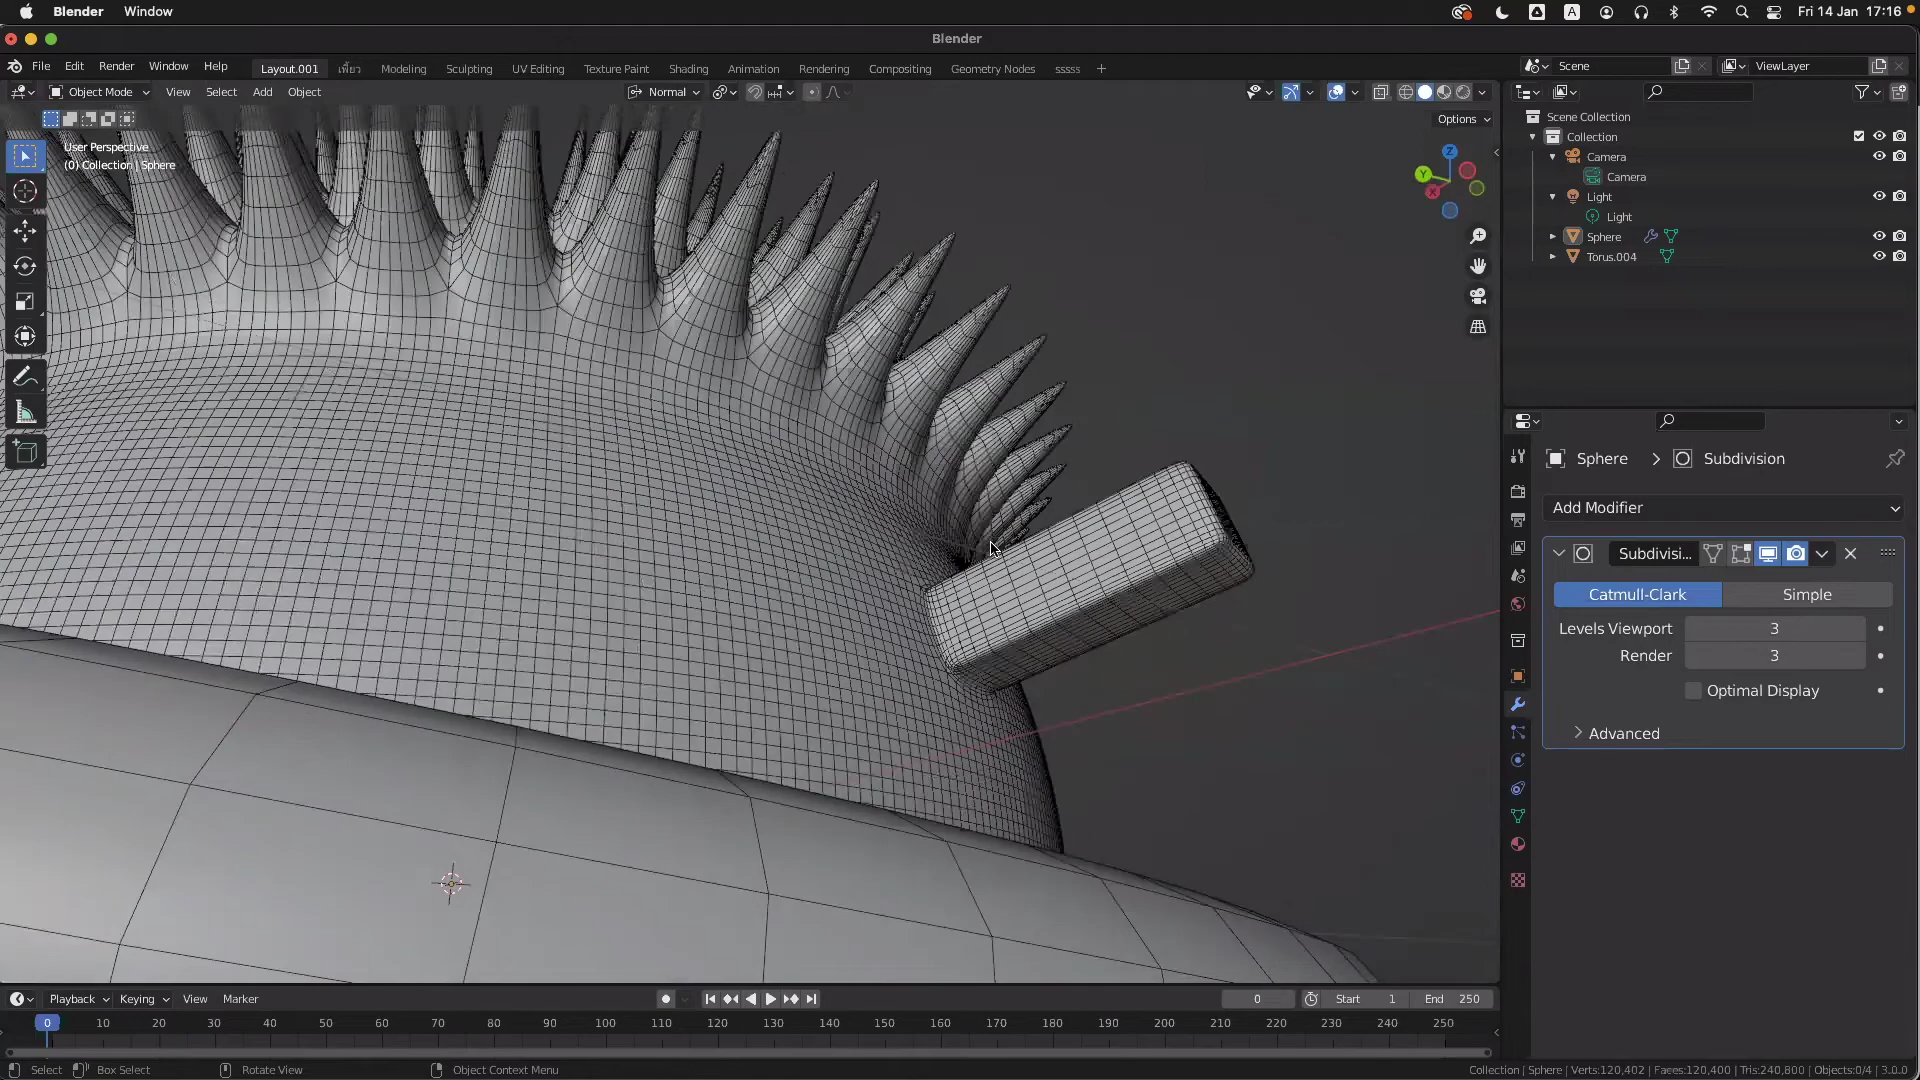 Blender Window
A
Fri 14 Jan 17:16
Blender
File Edit Render Window Help
Layout.001 เพี้ยว Modeling Sculpting UV Editing Texture Paint Shading Animation Rendering Compositing Geometry Nodes sssss +
Scene
ViewLayer
Object Mode View Select Add Object
Normal
Options
User Perspective
(0) Collection | Sphere
Z
Y
X
Scene Collection
Collection
Camera
Camera
Light
Light
Sphere
Torus.004
Sphere > Subdivision
Add Modifier
Subdivisi...
Catmull-Clark Simple
Levels Viewport 3
Render 3
Optimal Display
Advanced
Playback Keying View Marker
0 Start 1 End 250
0 10 20 30 40 50 60 70 80 90 100 110 120 130 140 150 160 170 180 190 200 210 220 230 240 250
Select Box Select Rotate View Object Context Menu
Collection | Sphere | Verts:120,402 | Faces:120,400 | Tris:240,800 | Objects:0/4 | 3.0.0